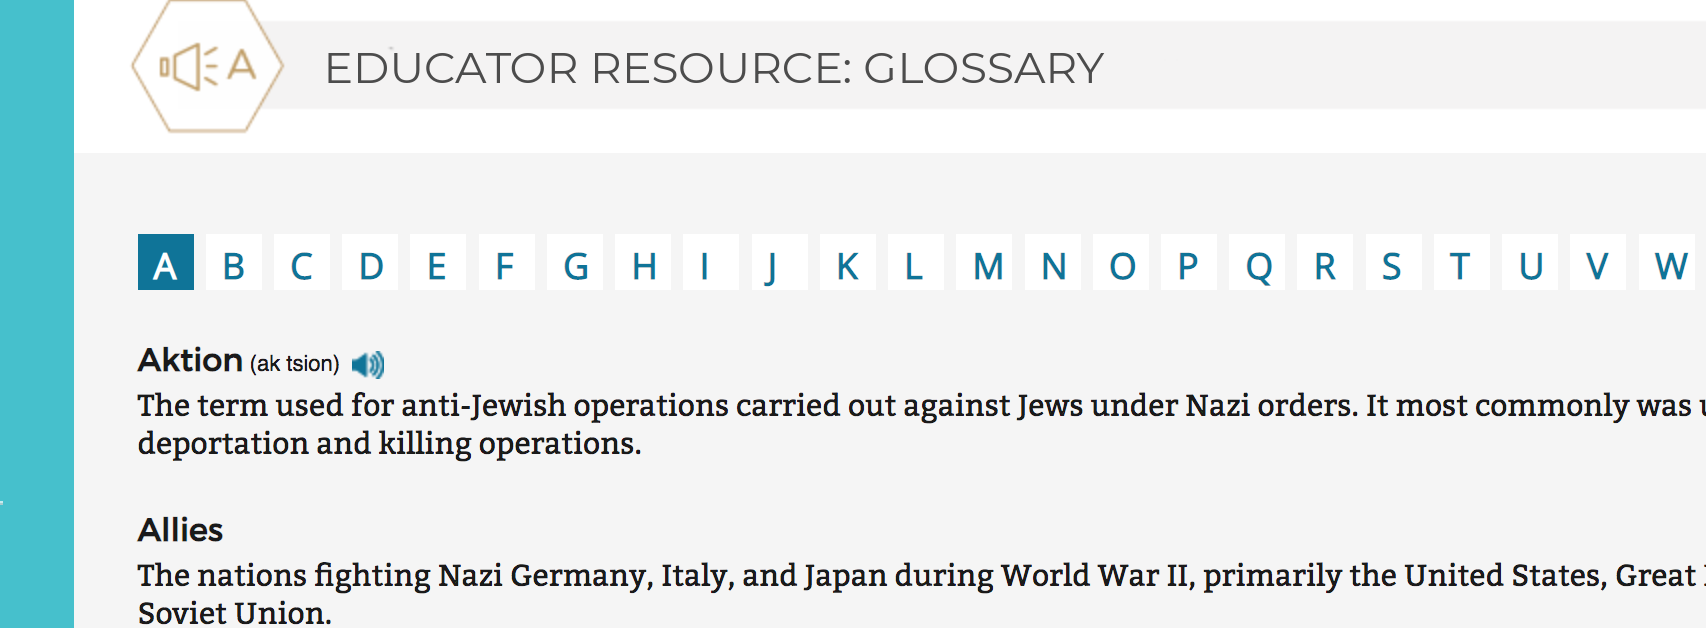 A
EDUCATOR RESOURCE: GLOSSARY
A B C D E F G H I J K L M N O P Q R S T U V W
Aktion (ak tsion)
The term used for anti-Jewish operations carried out against Jews under Nazi orders. It most commonly was
deportation and killing operations.
Allies
The nations fighting Nazi Germany, Italy, and Japan during World War II, primarily the United States, Great
Soviet Union.